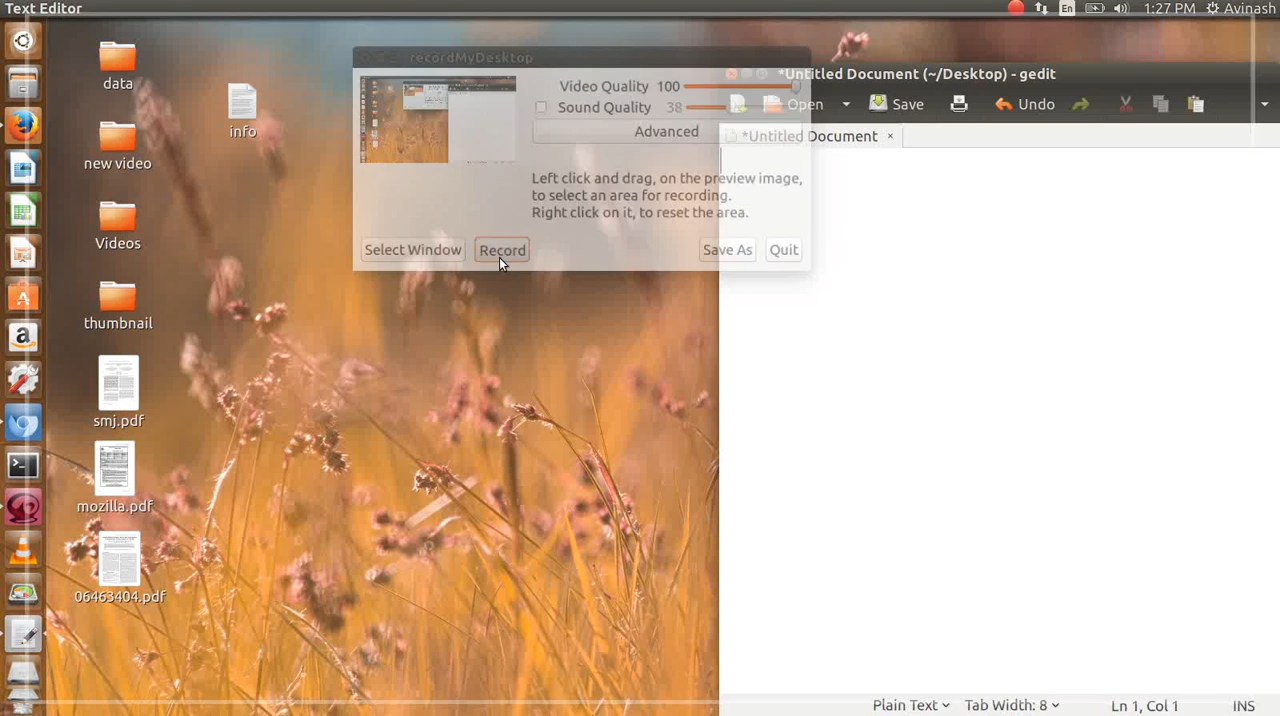 Text Editor
En
1:27 PM
Avinash
data
new video
Videos
thumbnail
smj.pdf
mozilla.pdf
06463404.pdf
info
recordMyDesktop
Video Quality 100
Sound Quality 38
Advanced
Left click and drag, on the preview image,
to select an area for recording.
Right click on it, to reset the area.
Select Window
Record
Save As
Quit
*Untitled Document (~/Desktop) - gedit
Open
Save
Undo
*Untitled Document ×
Plain Text
Tab Width: 8
Ln 1, Col 1
INS